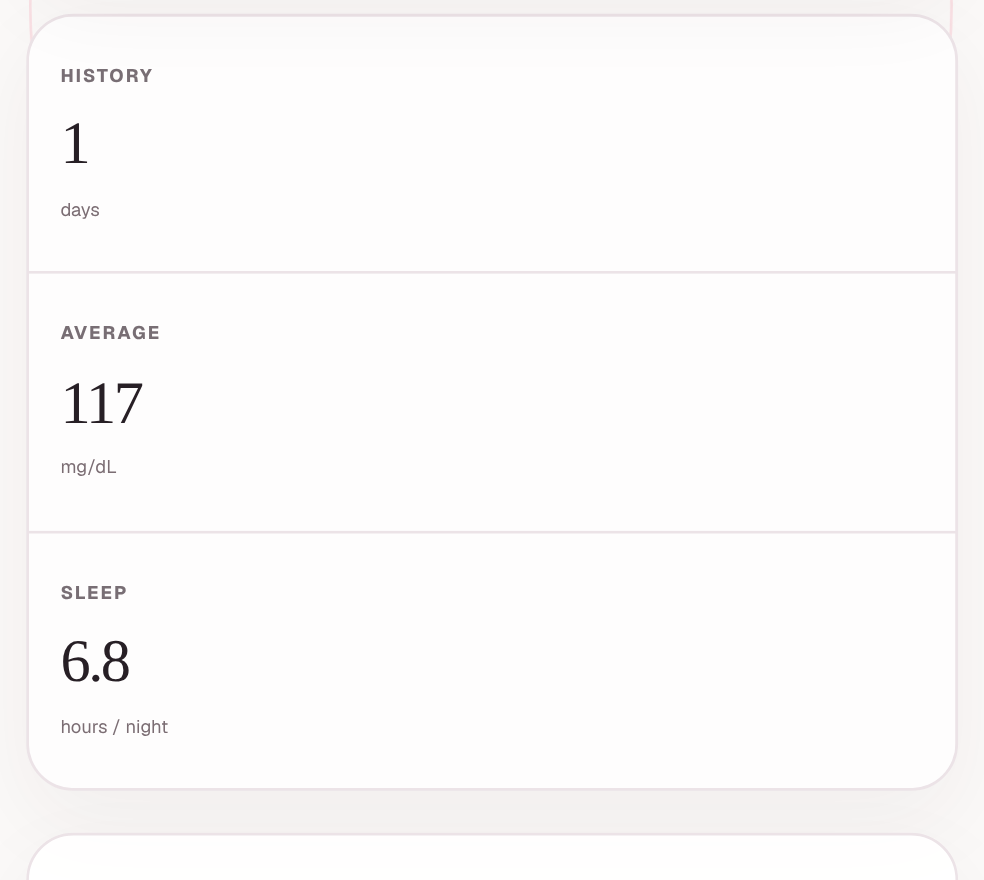 HISTORY
1
days
AVERAGE
117
mg/dL
SLEEP
6.8
hours / night